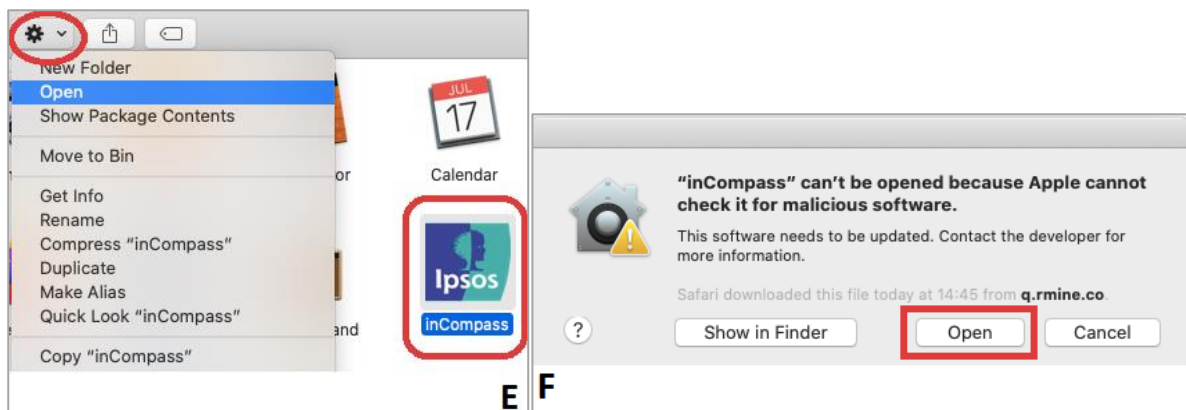 New Folder
Open
Show Package Contents
Move to Bin
Get Info
Rename
Compress “inCompass”
Duplicate
Make Alias
Quick Look “inCompass”
Copy “inCompass”
or
and
JUL
17
Calendar
Ipsos
inCompass
E
F
“inCompass” can’t be opened because Apple cannot
check it for malicious software.
This software needs to be updated. Contact the developer for
more information.
Safari downloaded this file today at 14:45 from q.rmine.co.
?
Show in Finder
Open
Cancel